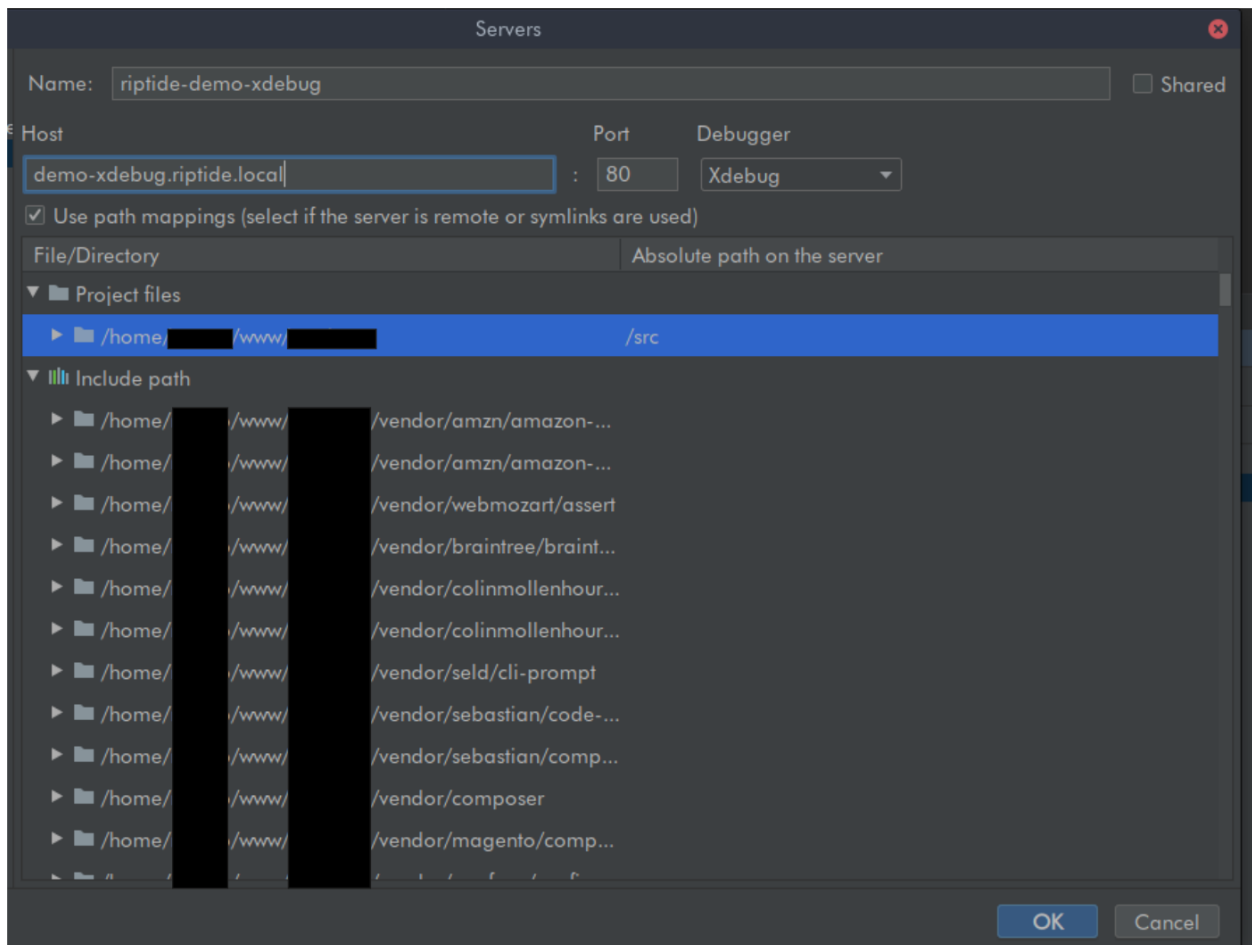 Servers
Name: riptide-demo-xdebug Shared
Host Port Debugger
demo-xdebug.riptide.local : 80 Xdebug
Use path mappings (select if the server is remote or symlinks are used)
File/Directory Absolute path on the server
Project files
/home/ /www/ /src
Include path
/home/ /www/ /vendor/amzn/amazon-...
/home/ /www/ /vendor/amzn/amazon-...
/home/ /www/ /vendor/webmozart/assert
/home/ /www/ /vendor/braintree/braint...
/home/ /www/ /vendor/colinmollenhour...
/home/ /www/ /vendor/colinmollenhour...
/home/ /www/ /vendor/seld/cli-prompt
/home/ /www/ /vendor/sebastian/code-...
/home/ /www/ /vendor/sebastian/comp...
/home/ /www/ /vendor/composer
/home/ /www/ /vendor/magento/comp...
OK Cancel